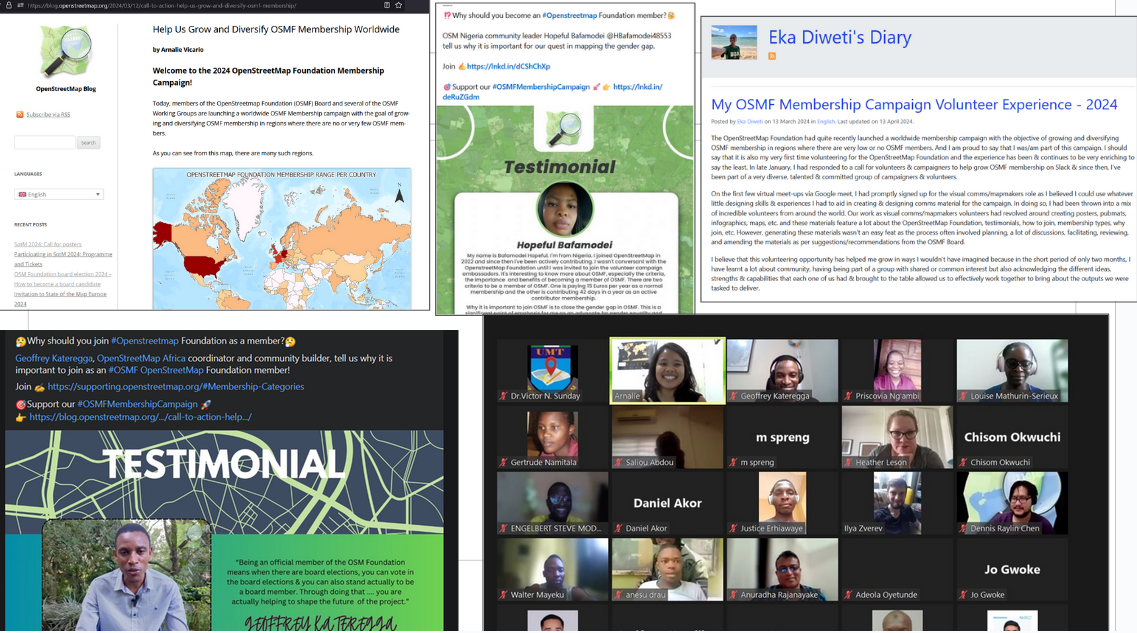 https://blog.openstreetmap.org/2024/03/12/call-to-action-help-us-grow-and-diversify-osmf-membership/
OpenStreetMap Blog
Subscribe via RSS
Search
LANGUAGES
English
RECENT POSTS
SotM 2024: Call for posters
Participating in SotM 2024: Programme
and Tickets
OSM Foundation board election 2024 –
How to become a board candidate
Invitation to State of the Map Europe
2024
Help Us Grow and Diversify OSMF Membership Worldwide
by Arnalie Vicario
Welcome to the 2024 OpenStreetMap Foundation Membership
Campaign!
Today, members of the OpenStreetMap Foundation (OSMF) Board and several of the OSMF
Working Groups are launching a worldwide OSMF Membership campaign with the goal of grow-
ing and diversifying OSMF membership in regions where there are no or very few OSMF mem-
bers.
As you can see from this map, there are many such regions.
OPENSTREETMAP FOUNDATION MEMBERSHIP RANGE PER COUNTRY
⁉️Why should you become an #Openstreetmap Foundation member?🤔
OSM Nigeria community leader Hopeful Bafamodei @HBafamodei48553
tell us why it is important for our quest in mapping the gender gap.
Join ✍️https://lnkd.in/dCShChXp
🎯Support our #OSMFMembershipCampaign 🚀 👉 https://lnkd.in/
deRuZGdm
Testimonial
Hopeful Bafamodei
My name is Bafamodei Hopeful. I'm from Nigeria. I joined OpenStreetMap in
2022 and since then I've been actively contributing. I wasn't conversant with the
OpenStreetMap Foundation until I was invited to join the volunteer campaign
ambassadors. It's interesting to know more about OSMF, especially the criteria,
the importance and benefits of becoming a member of OSMF. There are two
criteria to be a member of OSMF. One is paying 15 Euros per year as a normal
membership and the other is contributing 42 days in a year as an active
contributor membership.
Why it is important to join OSMF is to close the gender gap in OSMF. This is a
Eka Diweti's Diary
My OSMF Membership Campaign Volunteer Experience - 2024
Posted by Eka Diweti on 13 March 2024 in English. Last updated on 13 April 2024.
The OpenStreetMap Foundation had quite recently launched a worldwide membership campaign with the objective of growing and diversifying
OSMF membership in regions where there are very low or no OSMF members. And I am proud to say that I was/am part of this campaign. I should
say that it is also my very first time volunteering for the OpenStreetMap Foundation and the experience has been & continues to be very enriching to
say the least. In late January, I had responded to a call for volunteers & campaigners to help grow OSMF membership on Slack & since then, I've
been part of a very diverse, talented & committed group of campaigners & volunteers.
On the first few virtual meet-ups via Google meet, I had promptly signed up for the visual comms/mapmakers role as I believed I could use whatever
little designing skills & experiences I had to aid in creating & designing comms material for the campaign. In doing so, I had been thrown into a mix
of incredible volunteers from around the world. Our work as visual comms/mapmakers volunteers had revolved around creating posters, pubmats,
infographics, maps, etc. and these materials feature a lot about the OpenStreetMap Foundation, testimonials, how to join, membership types, why
join, etc. However, generating these materials wasn't an easy feat as the process often involved planning, a lot of discussions, facilitating, reviewing,
and amending the materials as per suggestions/recommendations from the OSMF Board.
I believe that this volunteering opportunity has helped me grow in ways I wouldn't have imagined because in the short period of only two months, I
have learnt a lot about community, having being part of a group with shared or common interest but also acknowledging the different ideas,
strengths & capabilities that each one of us had & brought to the table allowed us to effectively work together to bring about the outputs we were
tasked to deliver.
🤔Why should you join #Openstreetmap Foundation as a member?🤔
Geoffrey Kateregga, OpenStreetMap Africa coordinator and community builder, tell us why it is
important to join as an #OSMF OpenStreetMap Foundation member!
Join ✍️ https://supporting.openstreetmap.org/#Membership-Categories
🎯Support our #OSMFMembershipCampaign 🚀
👉 https://blog.openstreetmap.org/.../call-to-action-help.../
TESTIMONIAL
"Being an official member of the OSM Foundation
means when there are board elections, you can vote in
the board elections & you can also stand actually to be
a board member. Through doing that .... you are
actually helping to shape the future of the project."
GEOFFREY KATEREGGA
UMT
Dr.Victor N. Sunday
Arnalie
Geoffrey Kateregga
Priscovia Ng'ambi
Louise Mathurin-Serieux
Gertrude Namitala
Saliou Abdou
m spreng
m spreng
Heather Leson
Chisom Okwuchi
Chisom Okwuchi
ENGELBERT STEVE MOD...
Daniel Akor
Daniel Akor
Justice Erhiawaye
Ilya Zverev
Dennis Raylin Chen
Walter Mayeku
anesu drau
Anuradha Rajanayake
Adeola Oyetunde
Jo Gwoke
Jo Gwoke